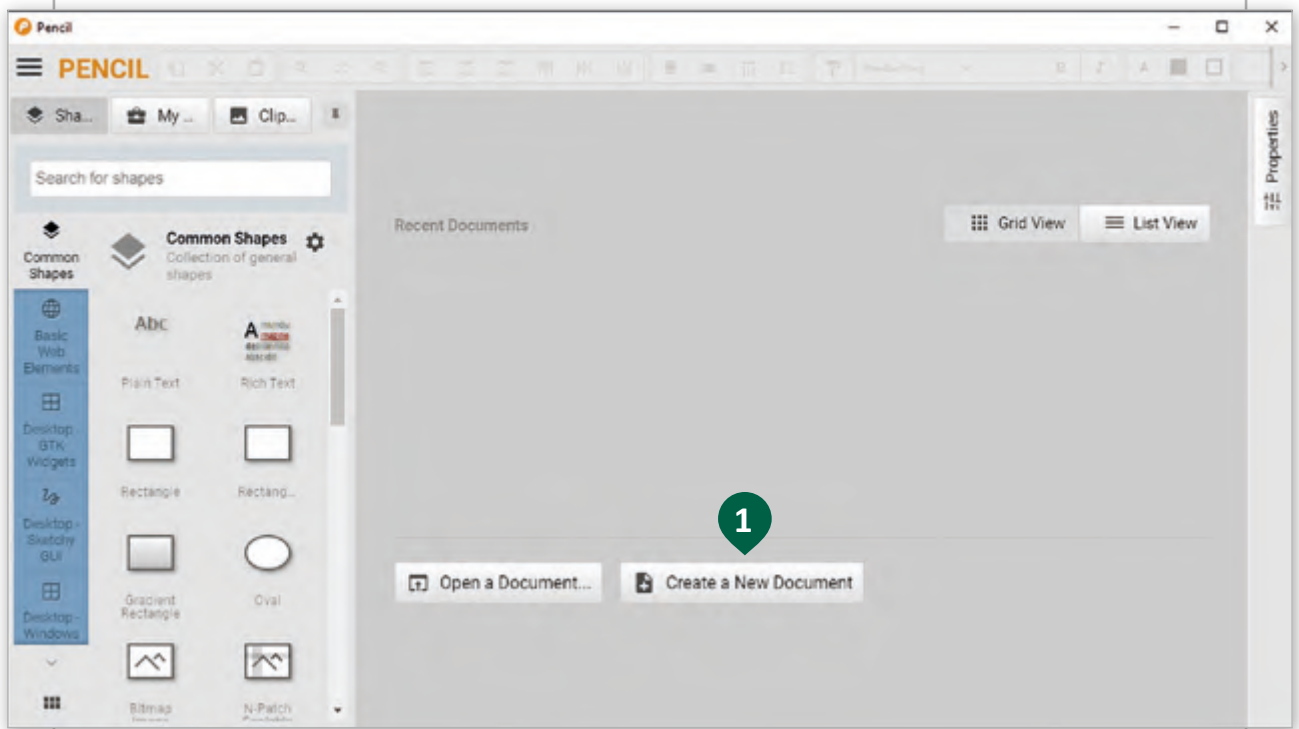 Pencil
PENCIL
Sha...
My ...
Clip...
Search for shapes
Common
Shapes
Common Shapes
Collection of general
shapes
Basic
Web
Elements
Desktop -
GTK
Widgets
Desktop -
Sketchy
GUI
Desktop -
Windows
Abc
Plain Text
A
Rich Text
Rectangle
Rectang...
Gradient
Rectangle
Oval
Bitmap
N-Patch
Recent Documents
Grid View
List View
1
Open a Document...
Create a New Document
Properties